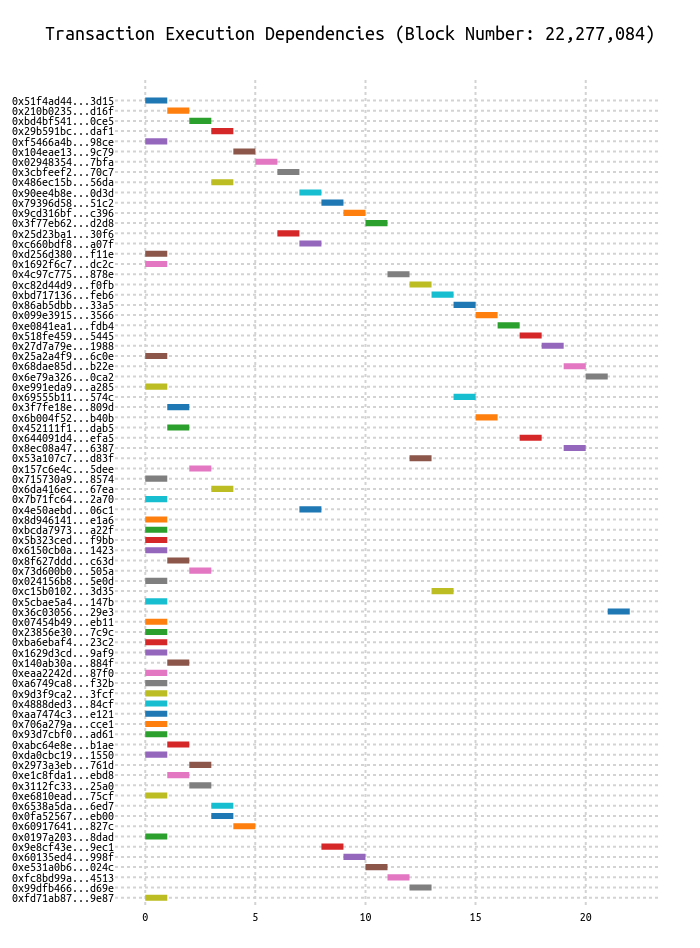 Transaction Execution Dependencies (Block Number: 22,277,084)
0x51f4ad44...3d15
0x210b0235...d16f
0xbd4bf541...0ce5
0x29b591bc...daf1
0xf5466a4b...98ce
0x104eae13...9c79
0x02948354...7bfa
0x3cbfeef2...70c7
0x486ec15b...56da
0x90ee4b8e...0d3d
0x79396d58...51c2
0x9cd316bf...c396
0x3f77eb62...d2d8
0x25d23ba1...30f6
0xc660bdf8...a07f
0xd256d380...f11e
0x1692f6c7...dc2c
0x4c97c775...878e
0xc82d44d9...f0fb
0xbd717136...feb6
0x86ab5dbb...33a5
0x099e3915...3566
0xe0841ea1...fdb4
0x518fe459...5445
0x27d7a79e...1988
0x25a2a4f9...6c0e
0x68dae85d...b22e
0x6e79a326...0ca2
0xe991eda9...a285
0x69555b11...574c
0x3f7fe18e...809d
0x6b004f52...b40b
0x452111f1...dab5
0x644091d4...efa5
0x8ec08a47...6387
0x53a107c7...d83f
0x157c6e4c...5dee
0x715730a9...8574
0x6da416ec...67ea
0x7b71fc64...2a70
0x4e50aebd...06c1
0x8d946141...e1a6
0xbcda7973...a22f
0x5b323ced...f9bb
0x6150cb0a...1423
0x8f627ddd...c63d
0x73d600b0...505a
0x024156b8...5e0d
0xc15b0102...3d35
0x5cbae5a4...147b
0x36c03056...29e3
0x07454b49...eb11
0x23856e30...7c9c
0xba6ebaf4...23c2
0x1629d3cd...9af9
0x140ab30a...884f
0xeaa2242d...87f0
0xa6749ca8...f32b
0x9d3f9ca2...3fcf
0x4888ded3...84cf
0xaa7474c3...e121
0x706a279a...cce1
0x93d7cbf0...ad61
0xabc64e8e...b1ae
0xda0cbc19...1550
0x2973a3eb...761d
0xe1c8fda1...ebd8
0x3112fc33...25a0
0xe6810ead...75cf
0x6538a5da...6ed7
0x0fa52567...eb00
0x60917641...827c
0x0197a203...8dad
0x9e8cf43e...9ec1
0x60135ed4...998f
0xe531a0b6...024c
0xfc8bd99a...4513
0x99dfb466...d69e
0xfd71ab87...9e87
0 5 10 15 20